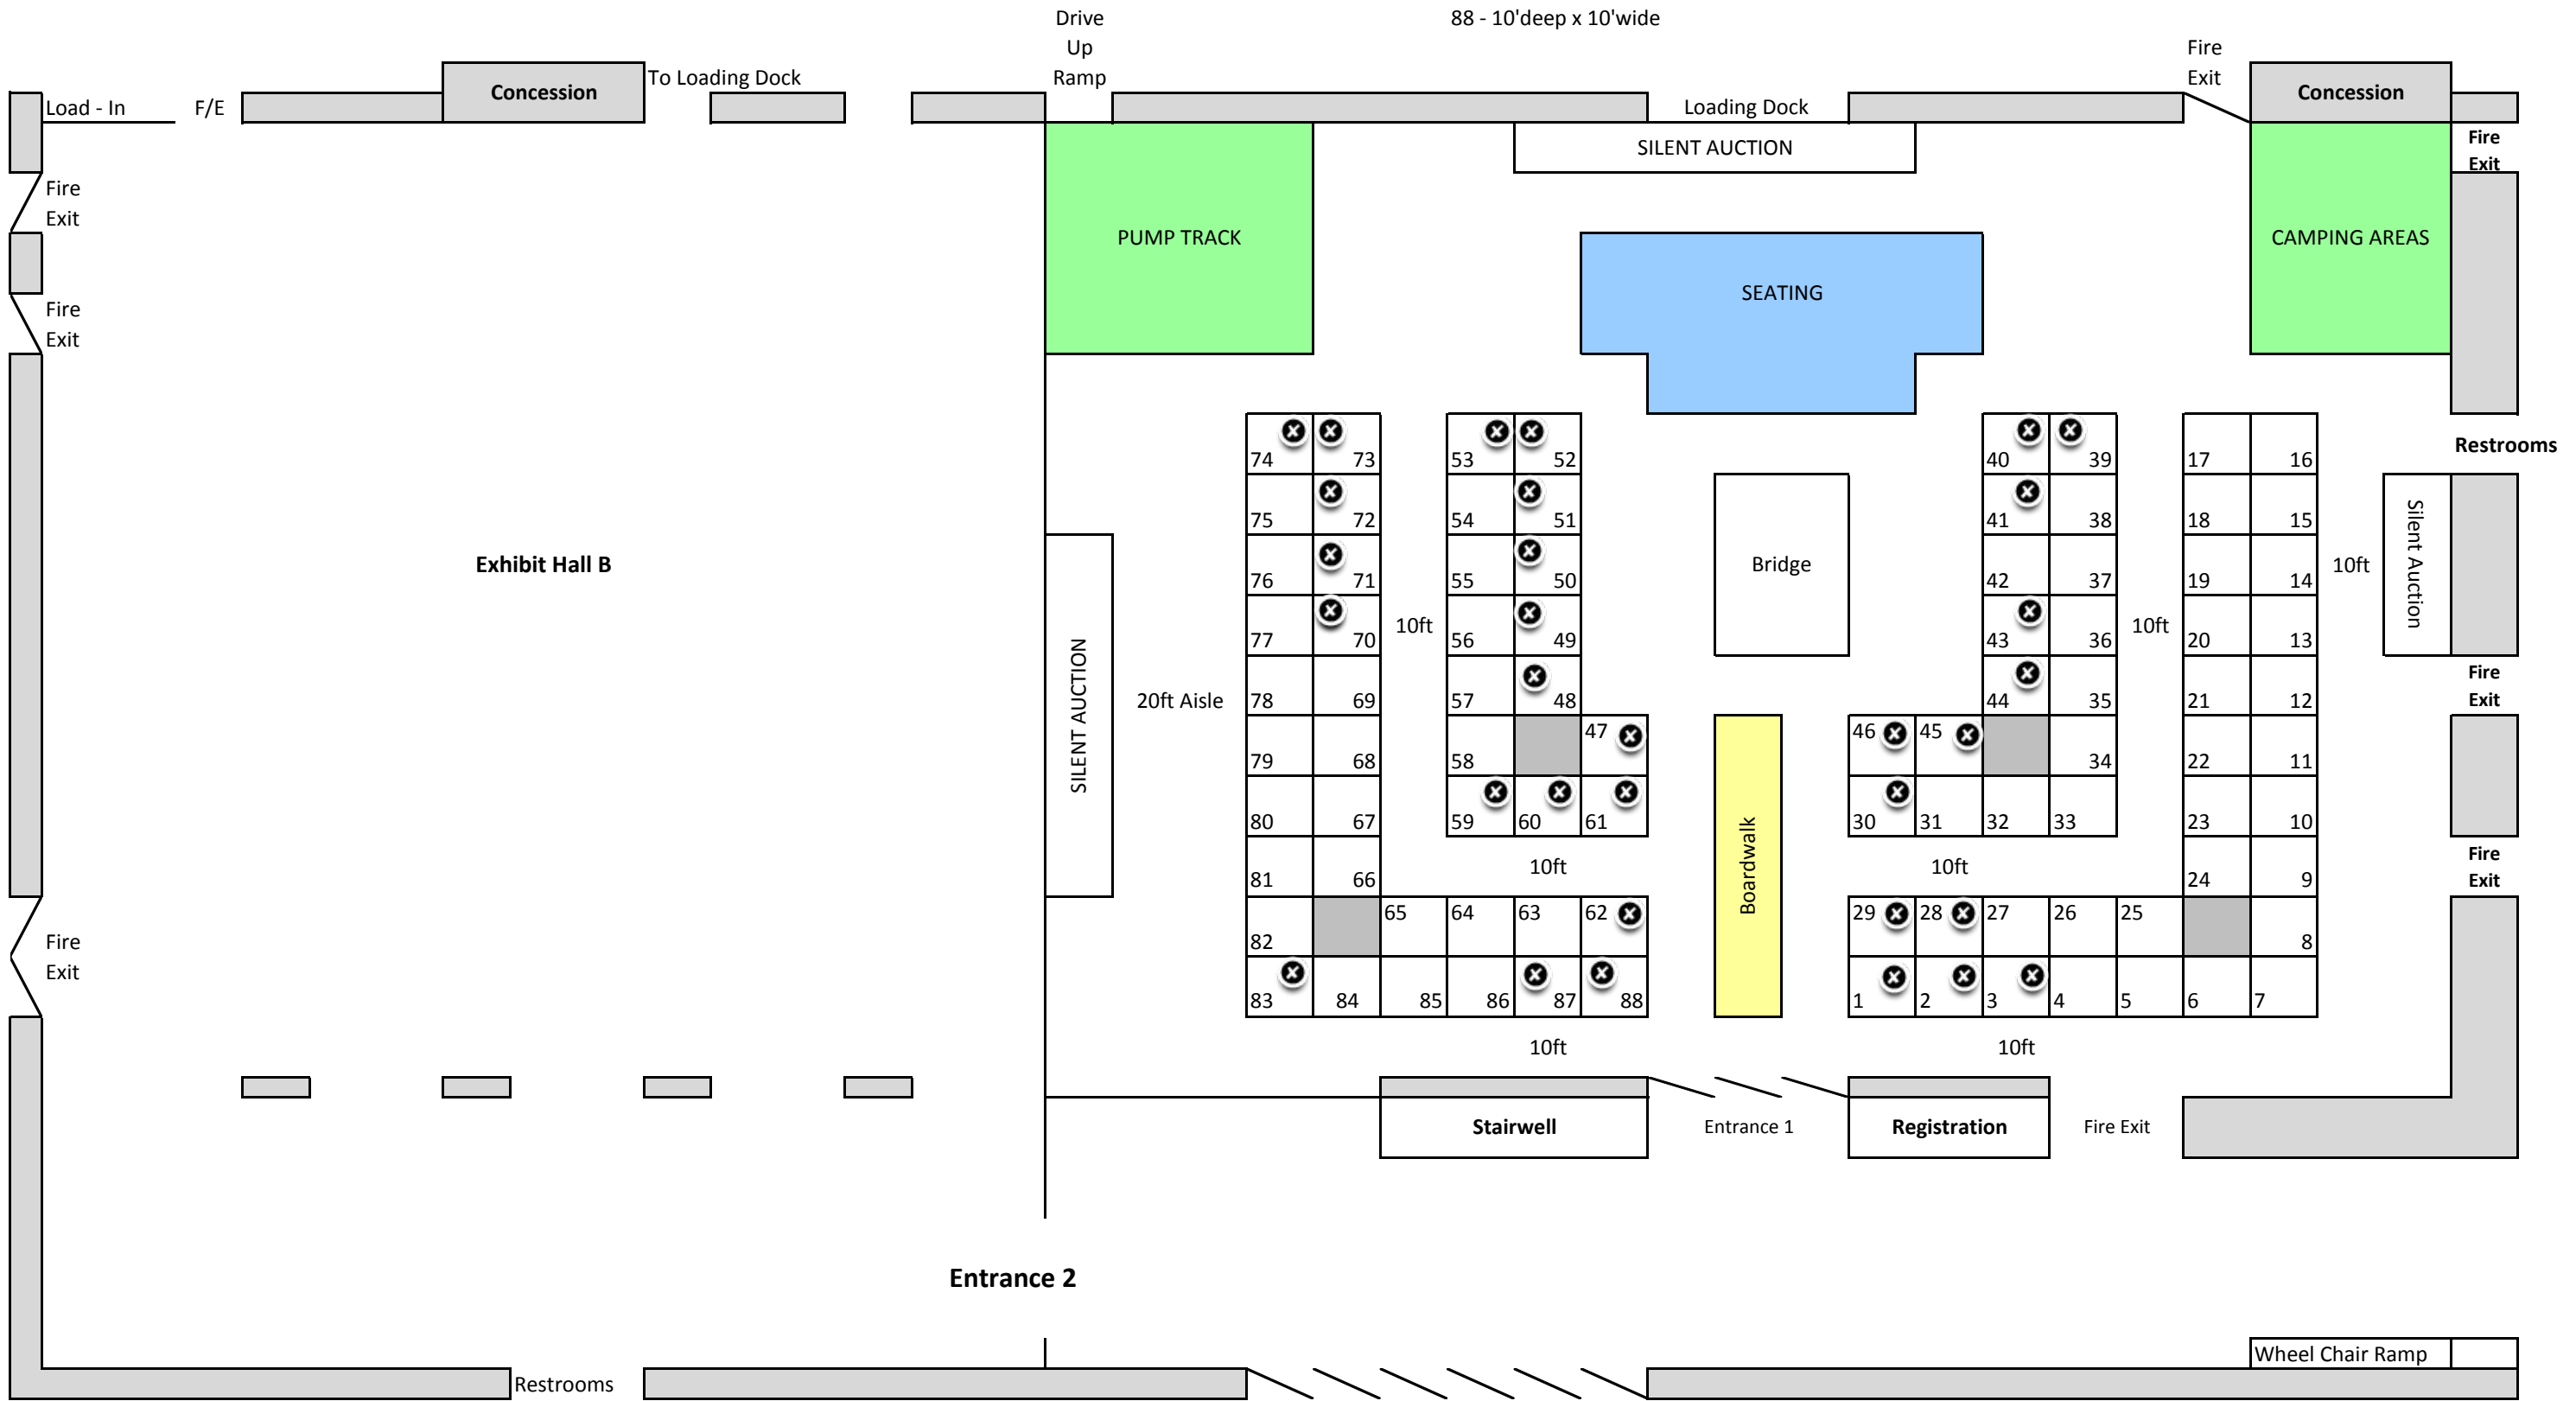 Drive
Up
Ramp
88 - 10'deep x 10'wide
Fire
Exit
Load - In
F/E
Concession
To Loading Dock
Loading Dock
Concession
Fire
Exit
SILENT AUCTION
Fire
Exit
PUMP TRACK
CAMPING AREAS
SEATING
Fire
Exit
74 73 53 52 40 39 17 16
Restrooms
75 72 54 51 41 38 18 15
Silent Auction
Exhibit Hall B
Bridge
10ft
76 71 55 50 42 37 19 14
10ft
10ft
77 70 56 49 43 36 20 13
SILENT AUCTION
20ft Aisle
78 69 57 48 44 35 21 12
Fire
Exit
47 46 45
79 68 58 34 22 11
80 67 59 60 61 30 31 32 33 23 10
Boardwalk
10ft
10ft
81 66 24 9
Fire
Exit
65 64 63 62 29 28 27 26 25
82 8
Fire
Exit
83 84 85 86 87 88 1 2 3 4 5 6 7
10ft
10ft
Stairwell
Entrance 1
Registration
Fire Exit
Entrance 2
Wheel Chair Ramp
Restrooms